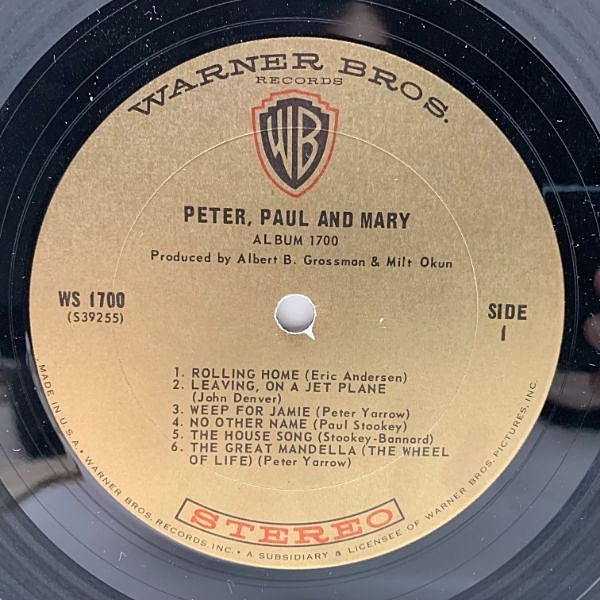 WARNER BROS.
RECORDS
WB
PETER, PAUL AND MARY
ALBUM 1700
Produced by Albert B. Grossman & Milt Okun
WS 1700
(S39255)
SIDE
1
1. ROLLING HOME (Eric Andersen)
2. LEAVING, ON A JET PLANE
(John Denver)
3. WEEP FOR JAMIE (Peter Yarrow)
4. NO OTHER NAME (Paul Stookey)
5. THE HOUSE SONG (Stookey-Bannard)
6. THE GREAT MANDELLA (THE WHEEL
OF LIFE) (Peter Yarrow)
STEREO
MADE IN U.S.A. • WARNER BROS. RECORDS, INC. • A SUBSIDIARY & LICENSEE OF WARNER BROS. PICTURES, INC.